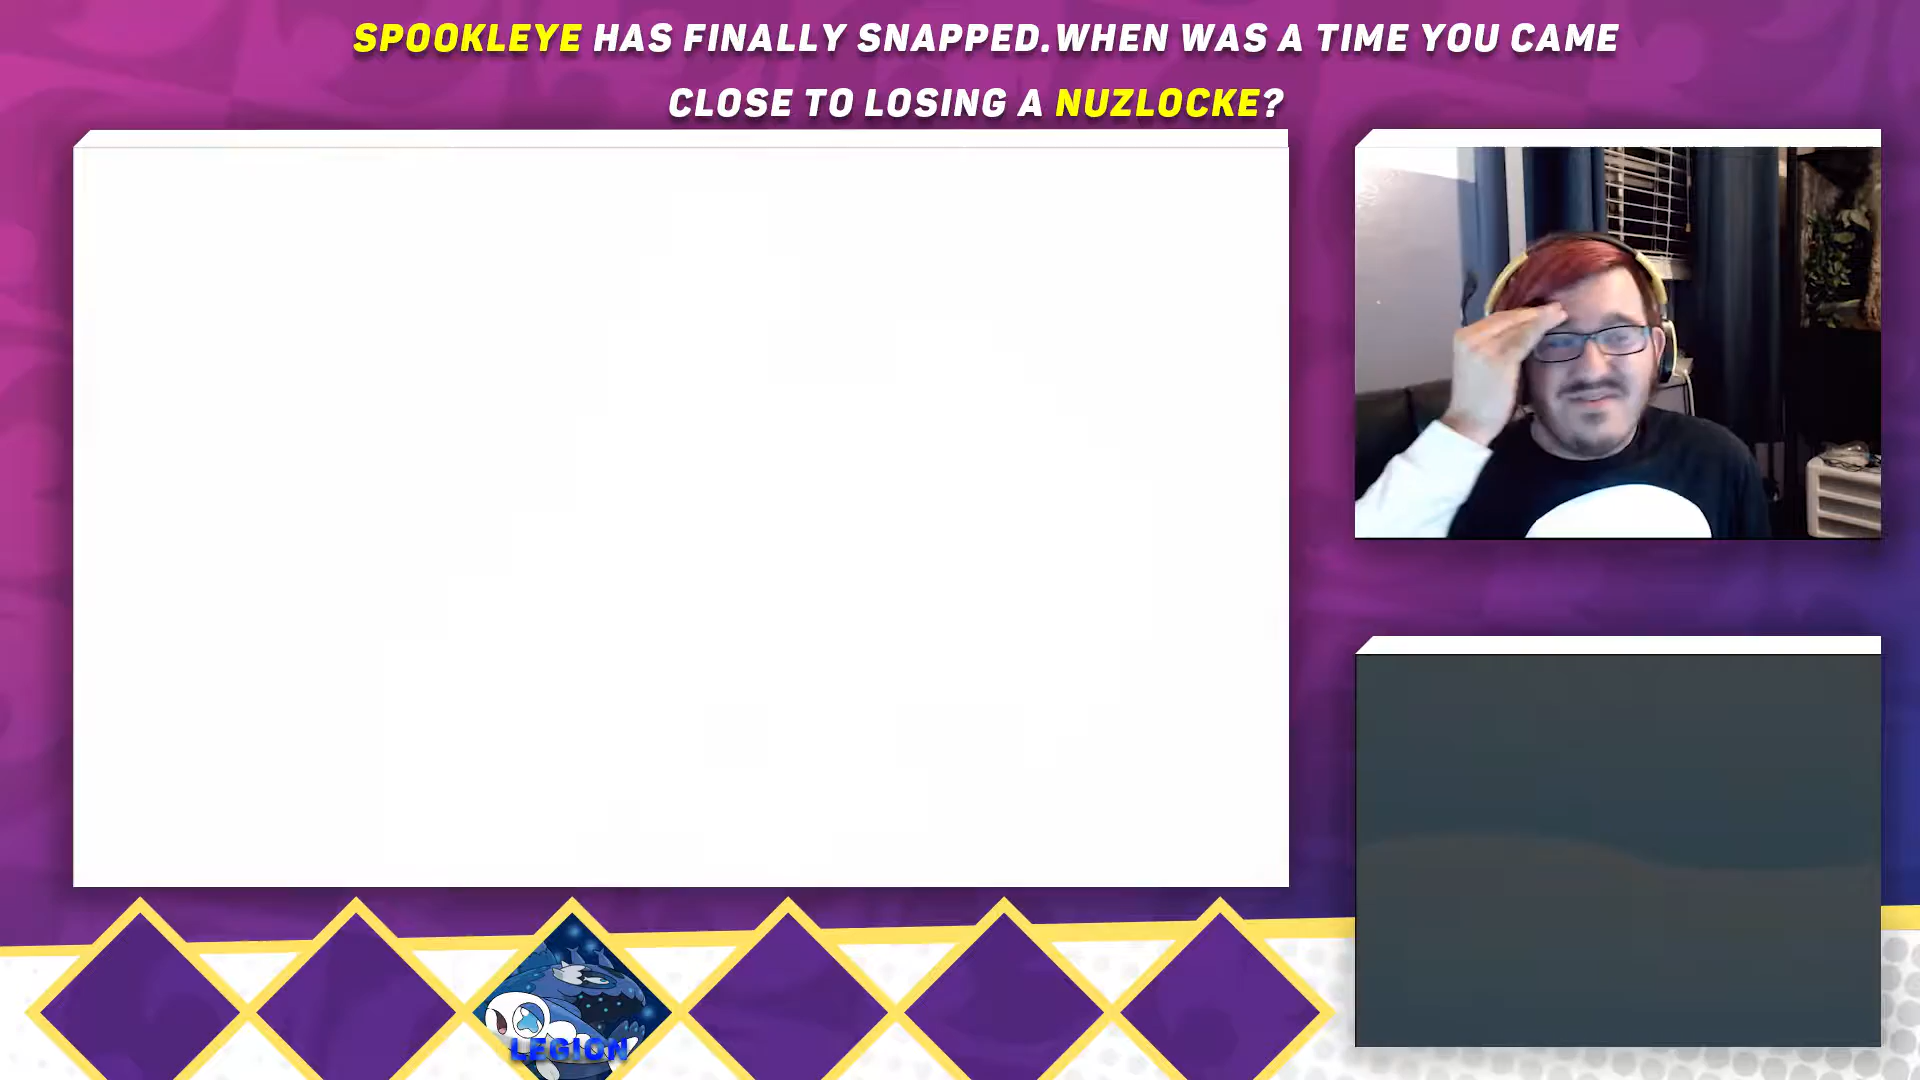 SPOOKLEYE HAS FINALLY SNAPPED.WHEN WAS A TIME YOU CAME
CLOSE TO LOSING A NUZLOCKE?
LEGION